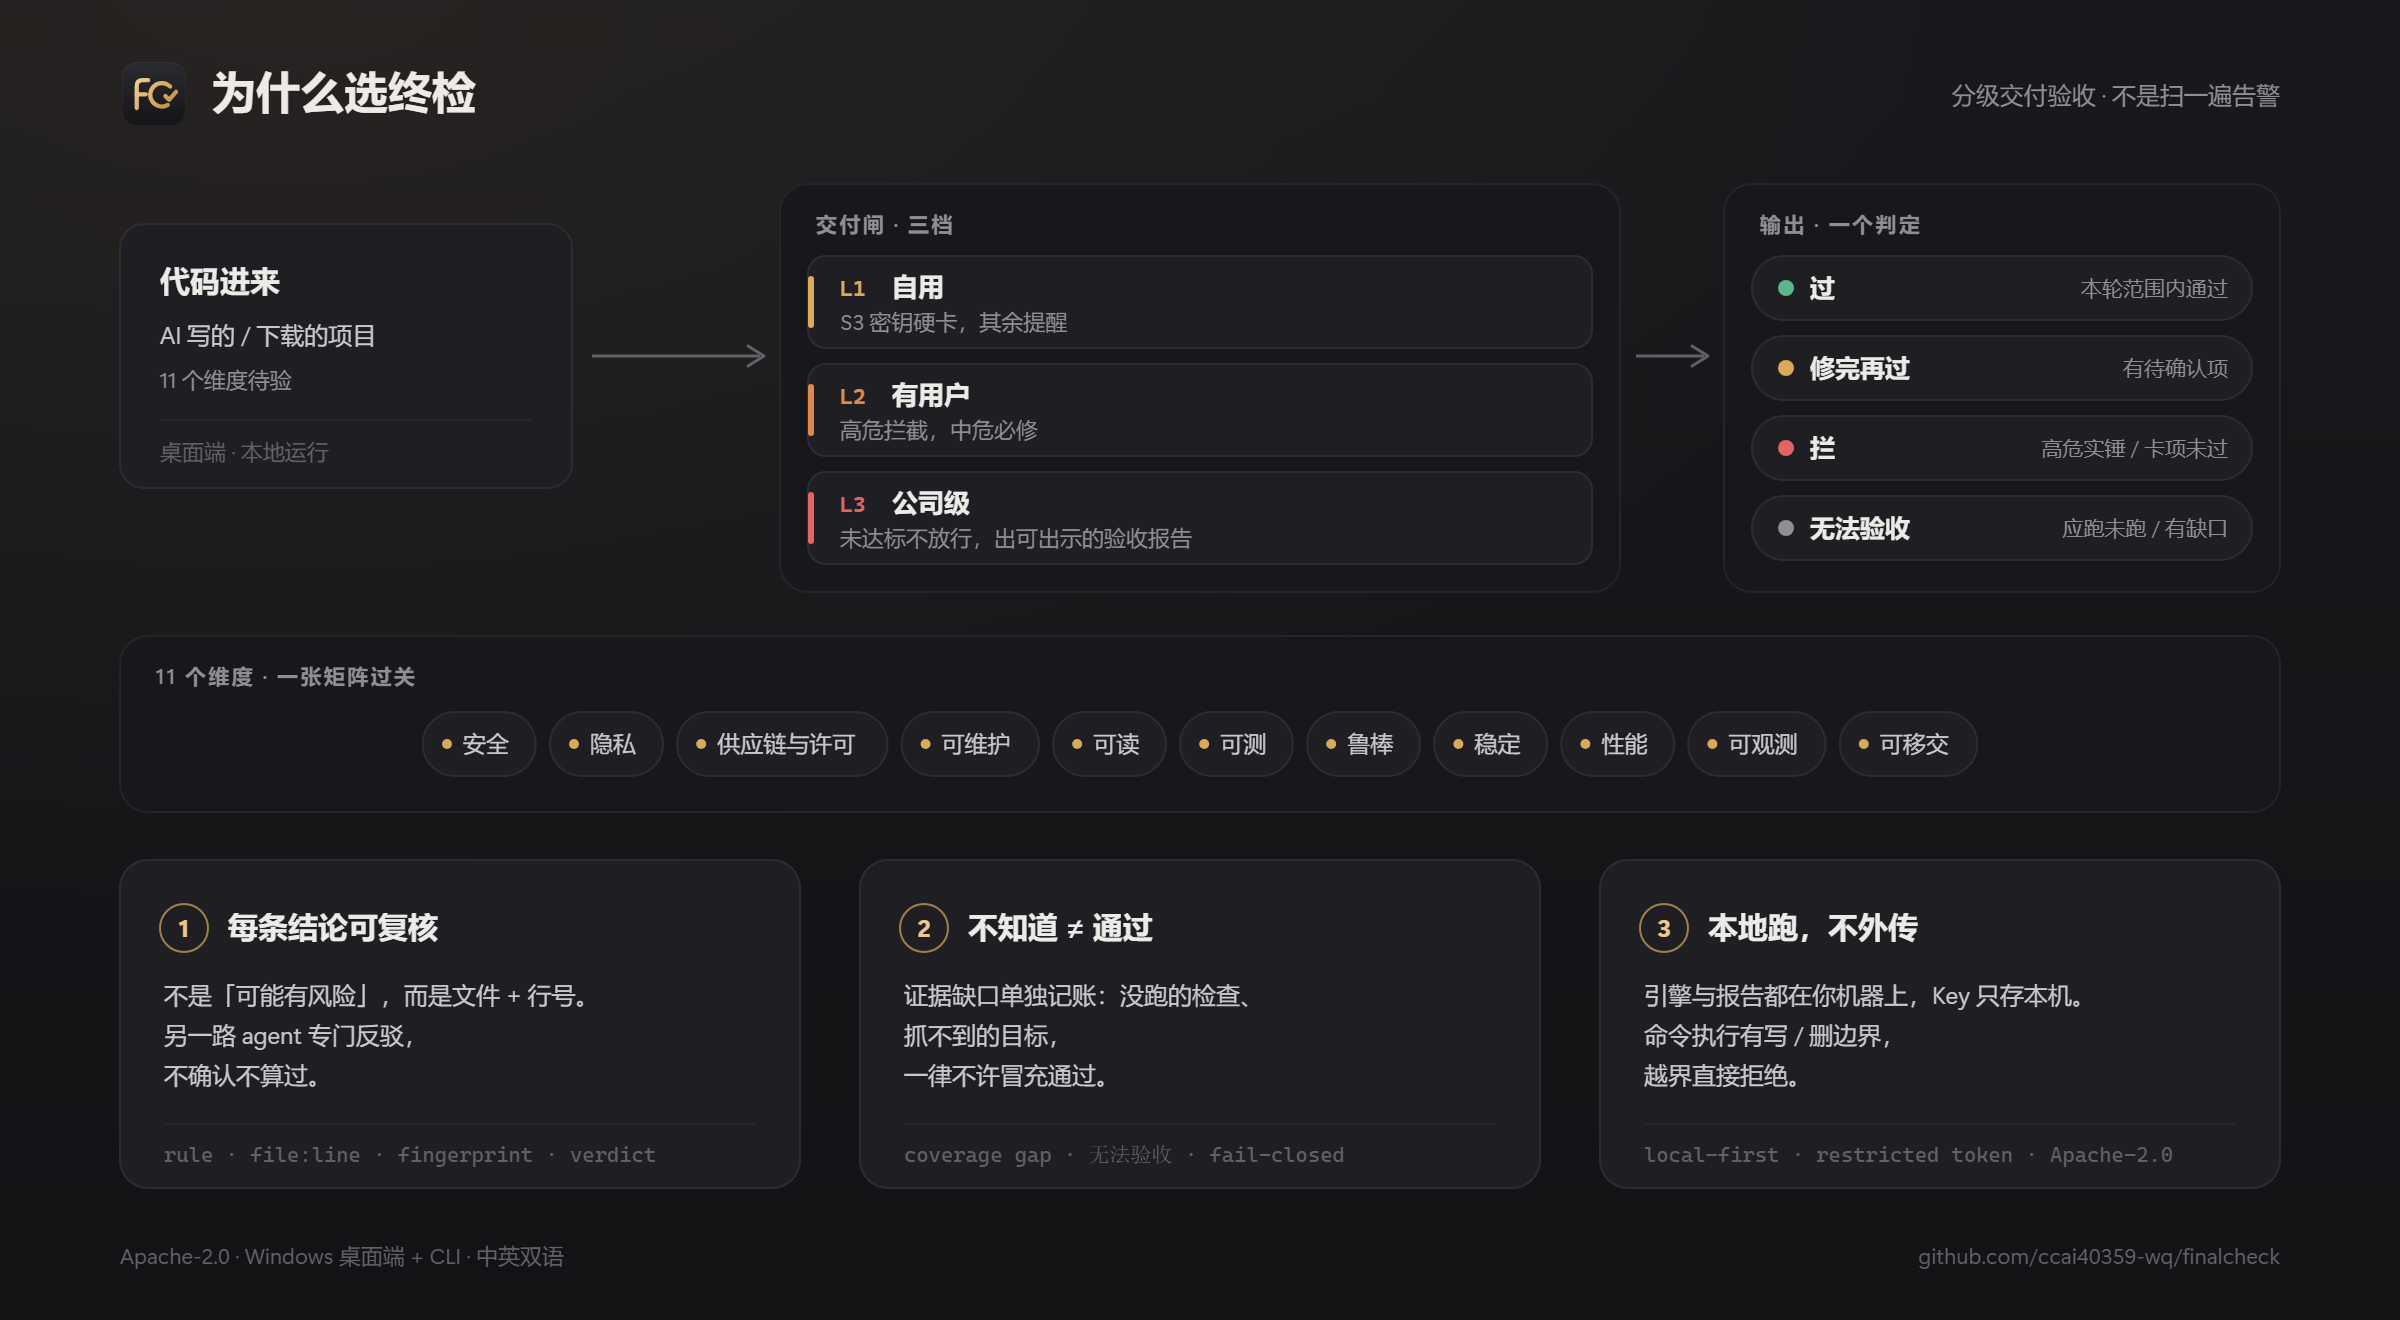 FC
为什么选终检
分级交付验收 · 不是扫一遍告警
代码进来
AI 写的 / 下载的项目
11 个维度待验
桌面端 · 本地运行
交付闸 · 三档
L1 自用
S3 密钥硬卡，其余提醒
L2 有用户
高危拦截，中危必修
L3 公司级
未达标不放行，出可出示的验收报告
输出 · 一个判定
过 本轮范围内通过
修完再过 有待确认项
拦 高危实锤 / 卡项未过
无法验收 应跑未跑 / 有缺口
11 个维度 · 一张矩阵过关
安全 隐私 供应链与许可 可维护 可读 可测 鲁棒 稳定 性能 可观测 可移交
1 每条结论可复核
不是「可能有风险」，而是文件 + 行号。
另一路 agent 专门反驳，
不确认不算过。
rule · file:line · fingerprint · verdict
2 不知道 ≠ 通过
证据缺口单独记账：没跑的检查、
抓不到的目标，
一律不许冒充通过。
coverage gap · 无法验收 · fail-closed
3 本地跑，不外传
引擎与报告都在你机器上，Key 只存本机。
命令执行有写 / 删边界，
越界直接拒绝。
local-first · restricted token · Apache-2.0
Apache-2.0 · Windows 桌面端 + CLI · 中英双语
github.com/ccai40359-wq/finalcheck